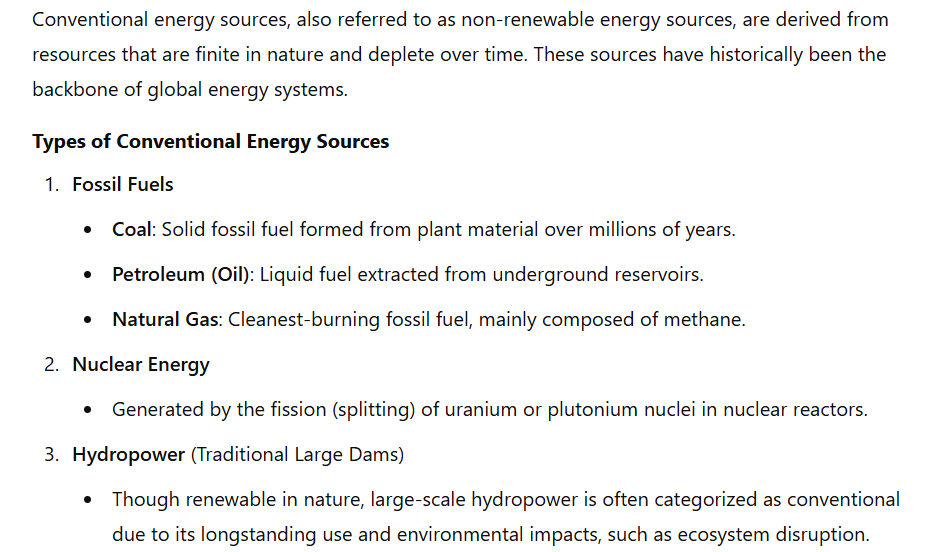 Conventional energy sources, also referred to as non-renewable energy sources, are derived from
resources that are finite in nature and deplete over time. These sources have historically been the
backbone of global energy systems.
Types of Conventional Energy Sources
1. Fossil Fuels
• Coal: Solid fossil fuel formed from plant material over millions of years.
• Petroleum (Oil): Liquid fuel extracted from underground reservoirs.
• Natural Gas: Cleanest-burning fossil fuel, mainly composed of methane.
2. Nuclear Energy
• Generated by the fission (splitting) of uranium or plutonium nuclei in nuclear reactors.
3. Hydropower (Traditional Large Dams)
• Though renewable in nature, large-scale hydropower is often categorized as conventional
due to its longstanding use and environmental impacts, such as ecosystem disruption.